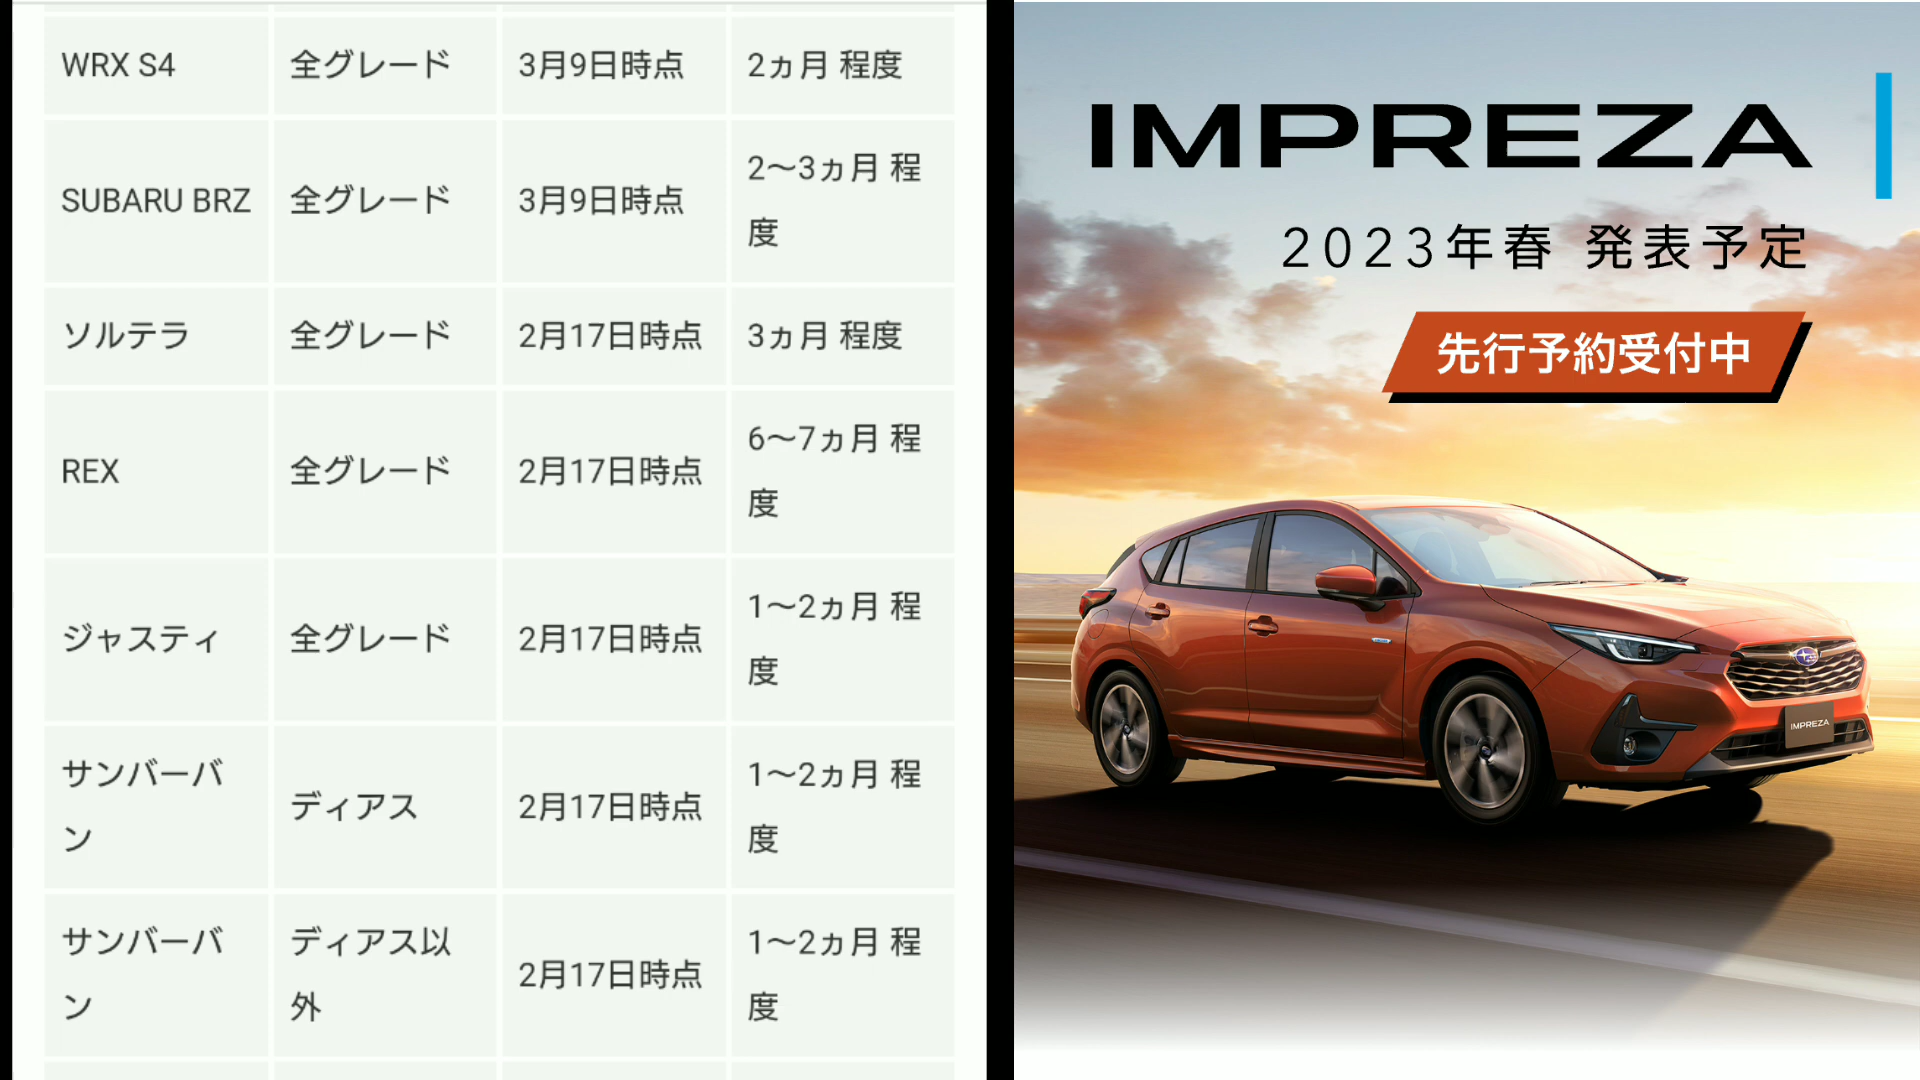 WRX S4 全グレード 3月9日時点 2ヵ月 程度
SUBARU BRZ 全グレード 3月9日時点 2〜3ヵ月 程
度
ソルテラ 全グレード 2月17日時点 3ヵ月 程度
REX 全グレード 2月17日時点 6〜7ヵ月 程
度
ジャスティ 全グレード 2月17日時点 1〜2ヵ月 程
度
サンバーバ
ン
ディアス 2月17日時点 1〜2ヵ月 程
度
サンバーバ
ン
ディアス以
外
2月17日時点 1〜2ヵ月 程
度
IMPREZA
2023年春 発表予定
先行予約受付中
IMPREZA